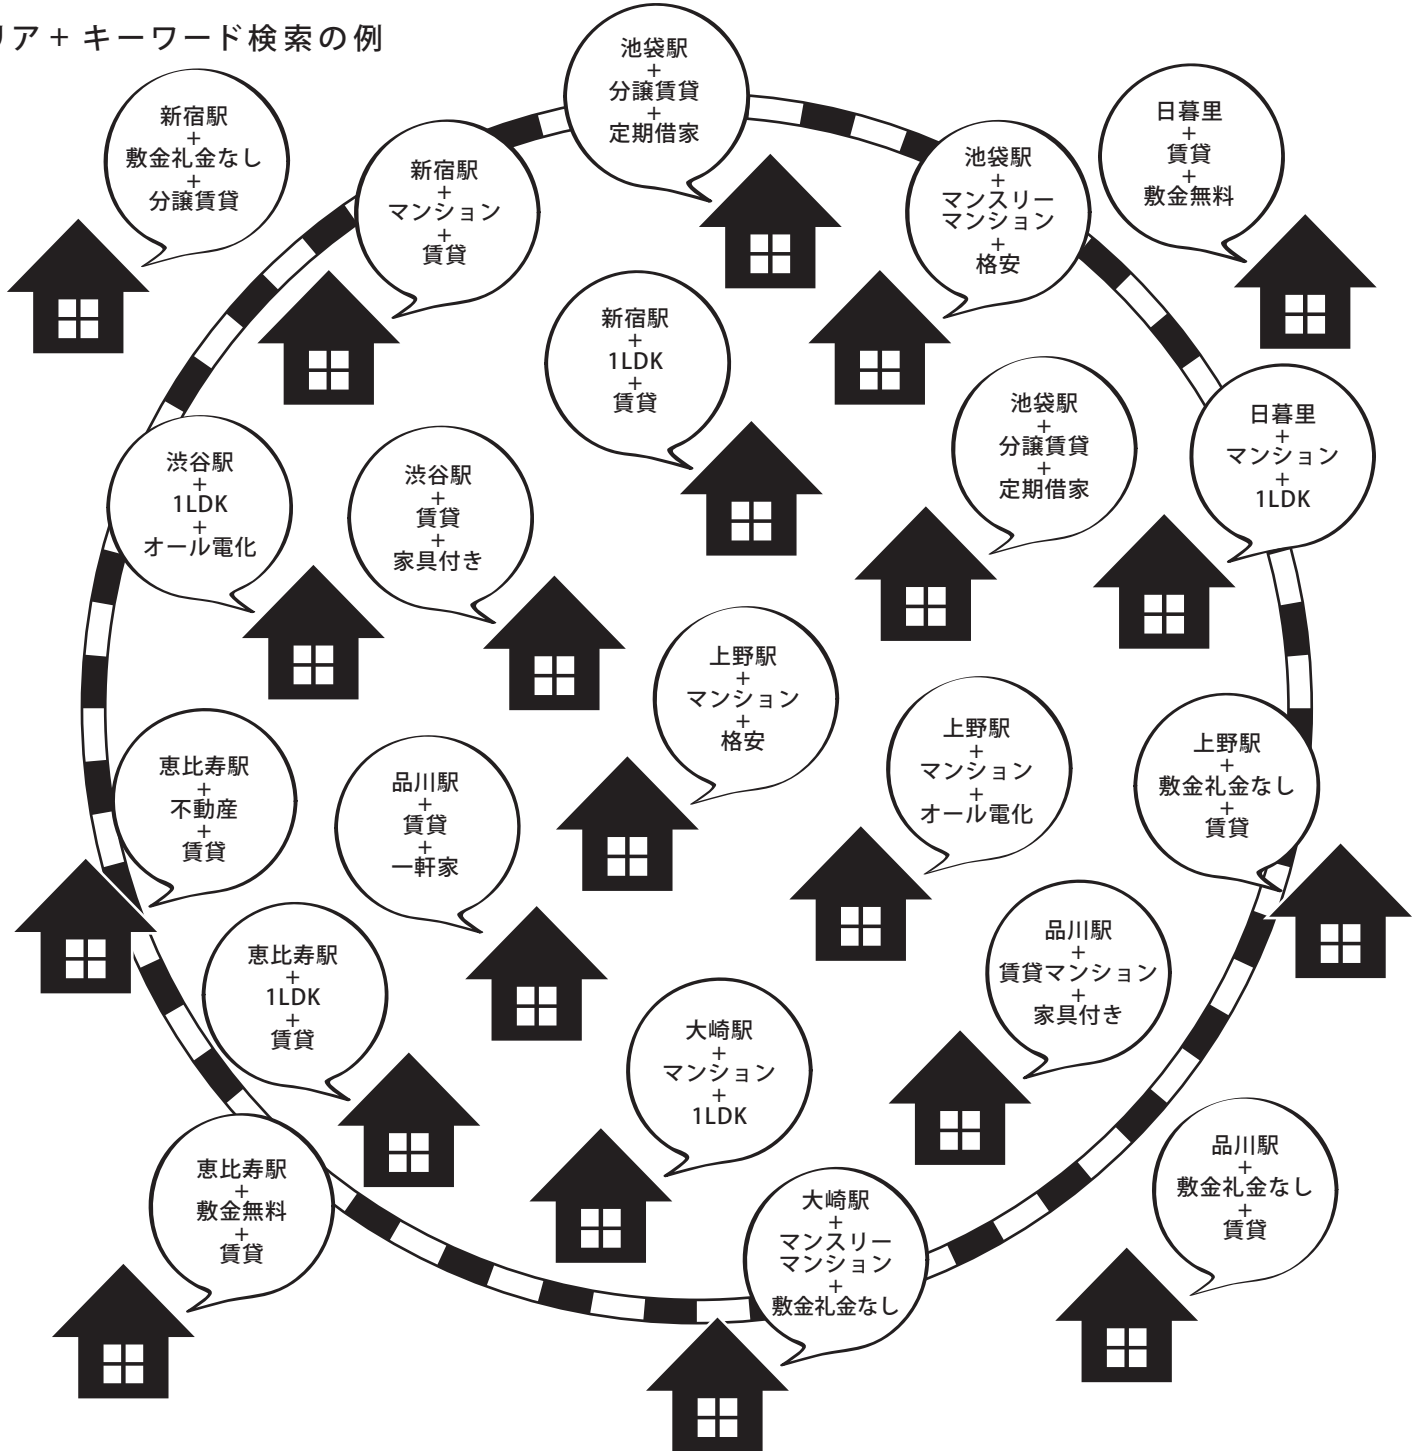 リア + キーワード検索の例
池袋駅
+
分譲賃貸
+
定期借家
新宿駅
+
敷金礼金なし
+
分譲賃貸
新宿駅
+
マンション
+
賃貸
池袋駅
+
マンスリー
マンション
+
格安
日暮里
+
賃貸
+
敷金無料
新宿駅
+
1LDK
+
賃貸
池袋駅
+
分譲賃貸
+
定期借家
日暮里
+
マンション
+
1LDK
渋谷駅
+
1LDK
+
オール電化
渋谷駅
+
賃貸
+
家具付き
上野駅
+
マンション
+
格安
上野駅
+
マンション
+
オール電化
上野駅
+
敷金礼金なし
+
賃貸
恵比寿駅
+
不動産
+
賃貸
品川駅
+
賃貸
+
一軒家
恵比寿駅
+
1LDK
+
賃貸
品川駅
+
賃貸マンション
+
家具付き
大崎駅
+
マンション
+
1LDK
恵比寿駅
+
敷金無料
+
賃貸
大崎駅
+
マンスリー
マンション
+
敷金礼金なし
品川駅
+
敷金礼金なし
+
賃貸